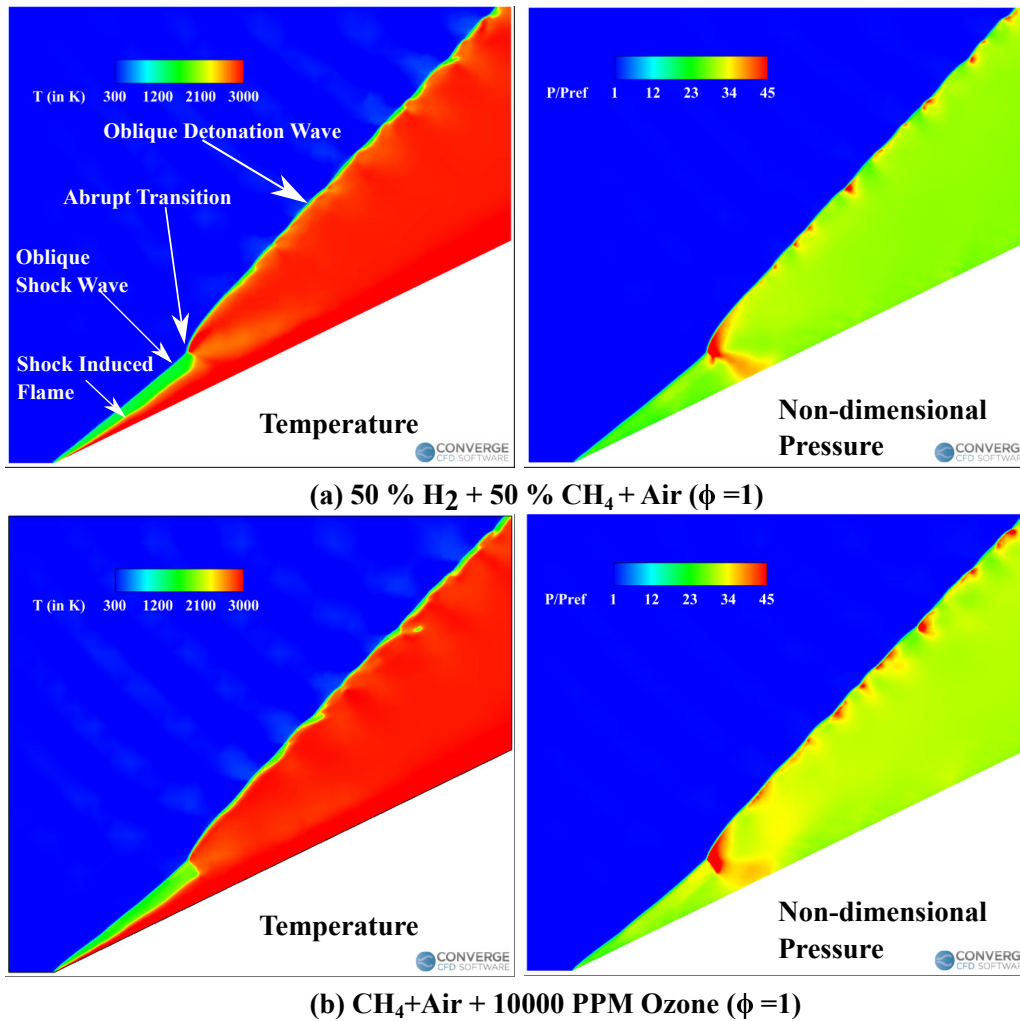 T (in K) 300 1200 2100 3000
Oblique Detonation Wave
Abrupt Transition
Oblique
Shock Wave
Shock Induced
Flame
Temperature
CONVERGE
CFD SOFTWARE
P/Pref 1 12 23 34 45
Non-dimensional
Pressure
CONVERG
CFD SOFTWARE
(a) 50 % H2 + 50 % CH4 + Air (ϕ =1)
T (in K) 300 1200 2100 3000
Temperature
CONVERGE
CFD SOFTWARE
P/Pref 1 12 23 34 45
Non-dimensional
Pressure
CONVERG
CFD SOFTWARE
(b) CH4+Air + 10000 PPM Ozone (ϕ =1)